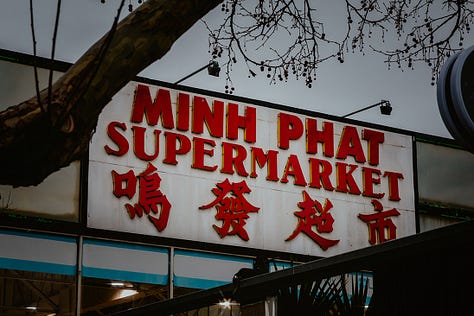 MINH PHAT
SUPERMARKET
鳴發超市